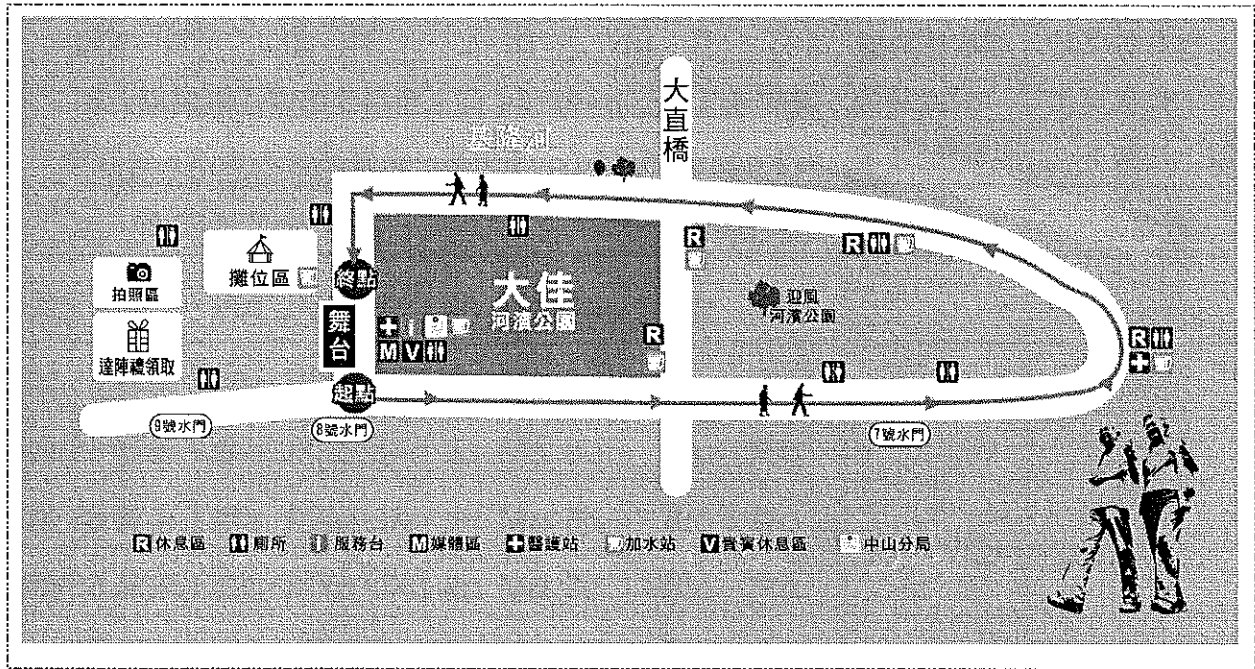 大直橋
基隆河
R
攤位區
終點
拍照區
大佳
河濱公園
迎風
河濱公園
舞台
R
R
R
R
M V
達陣禮領取
起點
9號水門
8號水門
7號水門
R 休息區
廁所
i 服務台
M 媒體區
醫護站
加水站
V 貴賓休息區
中山分局